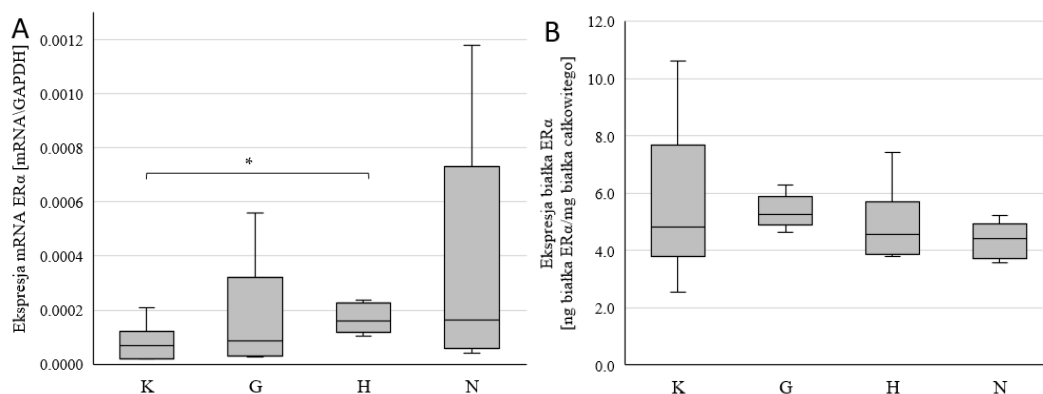 A
Ekspresja mRNA ERα [mRNA\GAPDH]
0.0012
0.0010
0.0008
0.0006
0.0004
0.0002
0.0000
*
K G H N
B
Ekspresja białka ERα
[ng białka ERα/mg białka całkowitego]
12.0
10.0
8.0
6.0
4.0
2.0
0.0
K G H N